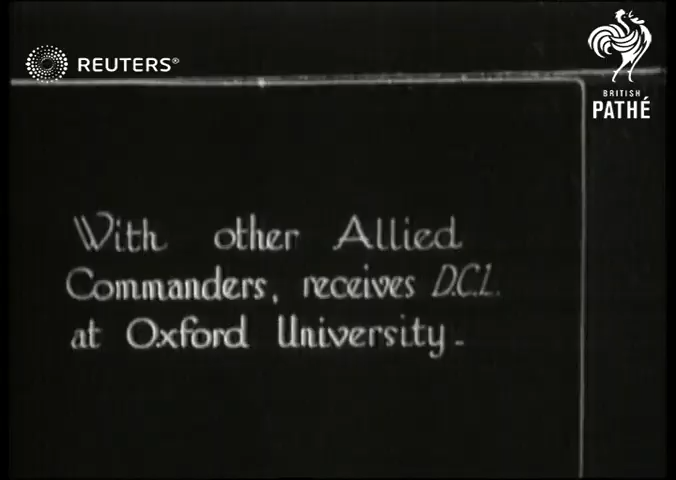 REUTERS®
BRITISH
PATHÉ
With other Allied
Commanders, receives D.C.L.
at Oxford University-